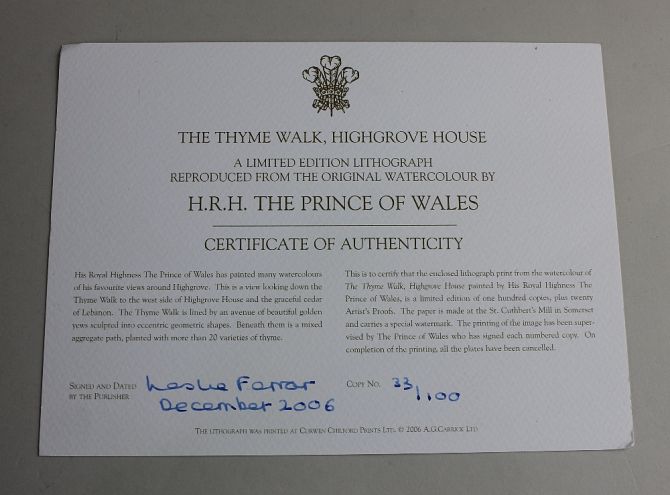 THE THYME WALK, HIGHGROVE HOUSE
A LIMITED EDITION LITHOGRAPH
REPRODUCED FROM THE ORIGINAL WATERCOLOUR BY
H.R.H. THE PRINCE OF WALES
CERTIFICATE OF AUTHENTICITY
His Royal Highness The Prince of Wales has painted many watercolours
of his favourite views around Highgrove. This is a view looking down the
Thyme Walk to the west side of Highgrove House and the graceful cedar
of Lebanon. The Thyme Walk is lined by an avenue of beautiful golden
yews sculpted into eccentric geometric shapes. Beneath them is a mixed
aggregate path, planted with more than 20 varieties of thyme.
This is to certify that the enclosed lithograph print from the watercolour of
The Thyme Walk, Highgrove House painted by His Royal Highness The
Prince of Wales, is a limited edition of one hundred copies, plus twenty
Artist's Proofs. The paper is made at the St. Cuthbert's Mill in Somerset
and carries a special watermark. The printing of the image has been super-
vised by The Prince of Wales who has signed each numbered copy. On
completion of the printing, all the plates have been cancelled.
SIGNED AND DATED Leslie Farrar
BY THE PUBLISHER December 2006
COPY NO. 33/100
THE LITHOGRAPH WAS PRINTED AT CURWEN CHILFORD PRINTS LTD. © 2006 A.G.CARRICK LTD